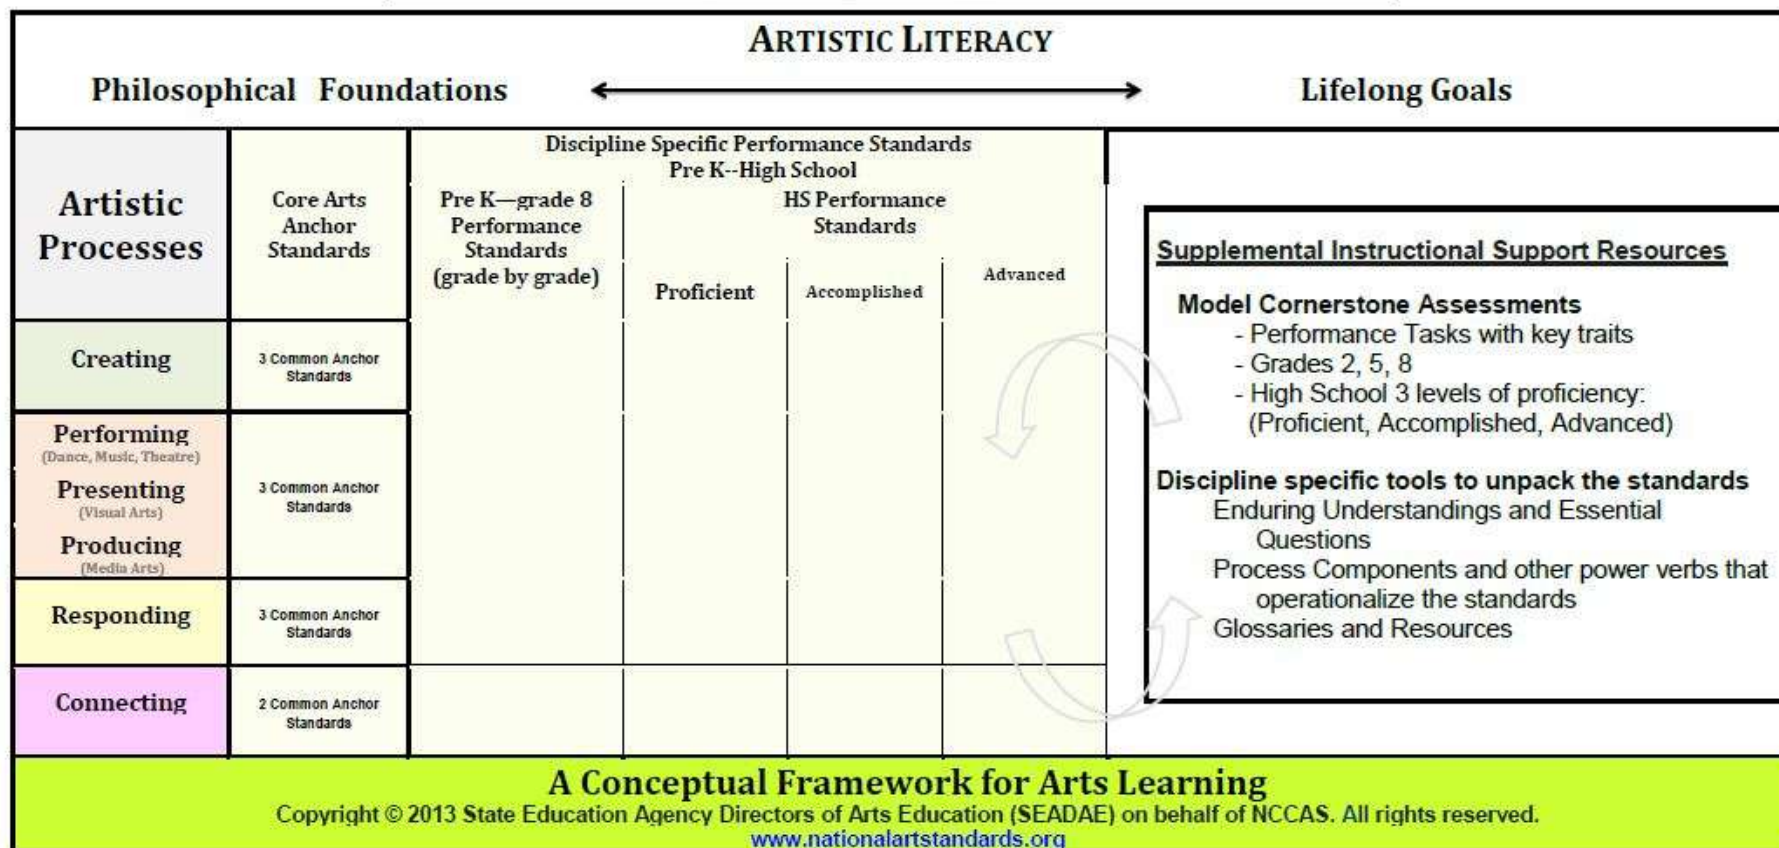 ARTISTIC LITERACY
Philosophical Foundations
Lifelong Goals
Artistic
Processes
Core Arts
Anchor
Standards
Discipline Specific Performance Standards
Pre K--High School
Pre K—grade 8
Performance
Standards
(grade by grade)
HS Performance
Standards
Proficient
Accomplished
Advanced
Creating
3 Common Anchor
Standards
Performing
(Dance, Music, Theatre)
Presenting
(Visual Arts)
Producing
(Media Arts)
3 Common Anchor
Standards
Responding
3 Common Anchor
Standards
Connecting
2 Common Anchor
Standards
Supplemental Instructional Support Resources
Model Cornerstone Assessments
- Performance Tasks with key traits
- Grades 2, 5, 8
- High School 3 levels of proficiency:
(Proficient, Accomplished, Advanced)
Discipline specific tools to unpack the standards
Enduring Understandings and Essential
Questions
Process Components and other power verbs that
operationalize the standards
Glossaries and Resources
A Conceptual Framework for Arts Learning
Copyright © 2013 State Education Agency Directors of Arts Education (SEADAE) on behalf of NCCAS. All rights reserved.
www.nationalartstandards.org